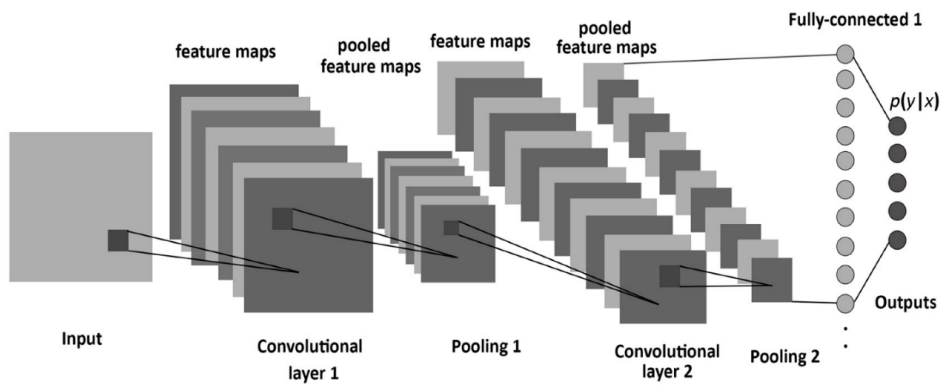 feature maps
pooled
feature maps
feature maps
pooled
feature maps
Fully-connected 1
p(y|x)
Input
Convolutional
layer 1
Pooling 1
Convolutional
layer 2
Pooling 2
Outputs